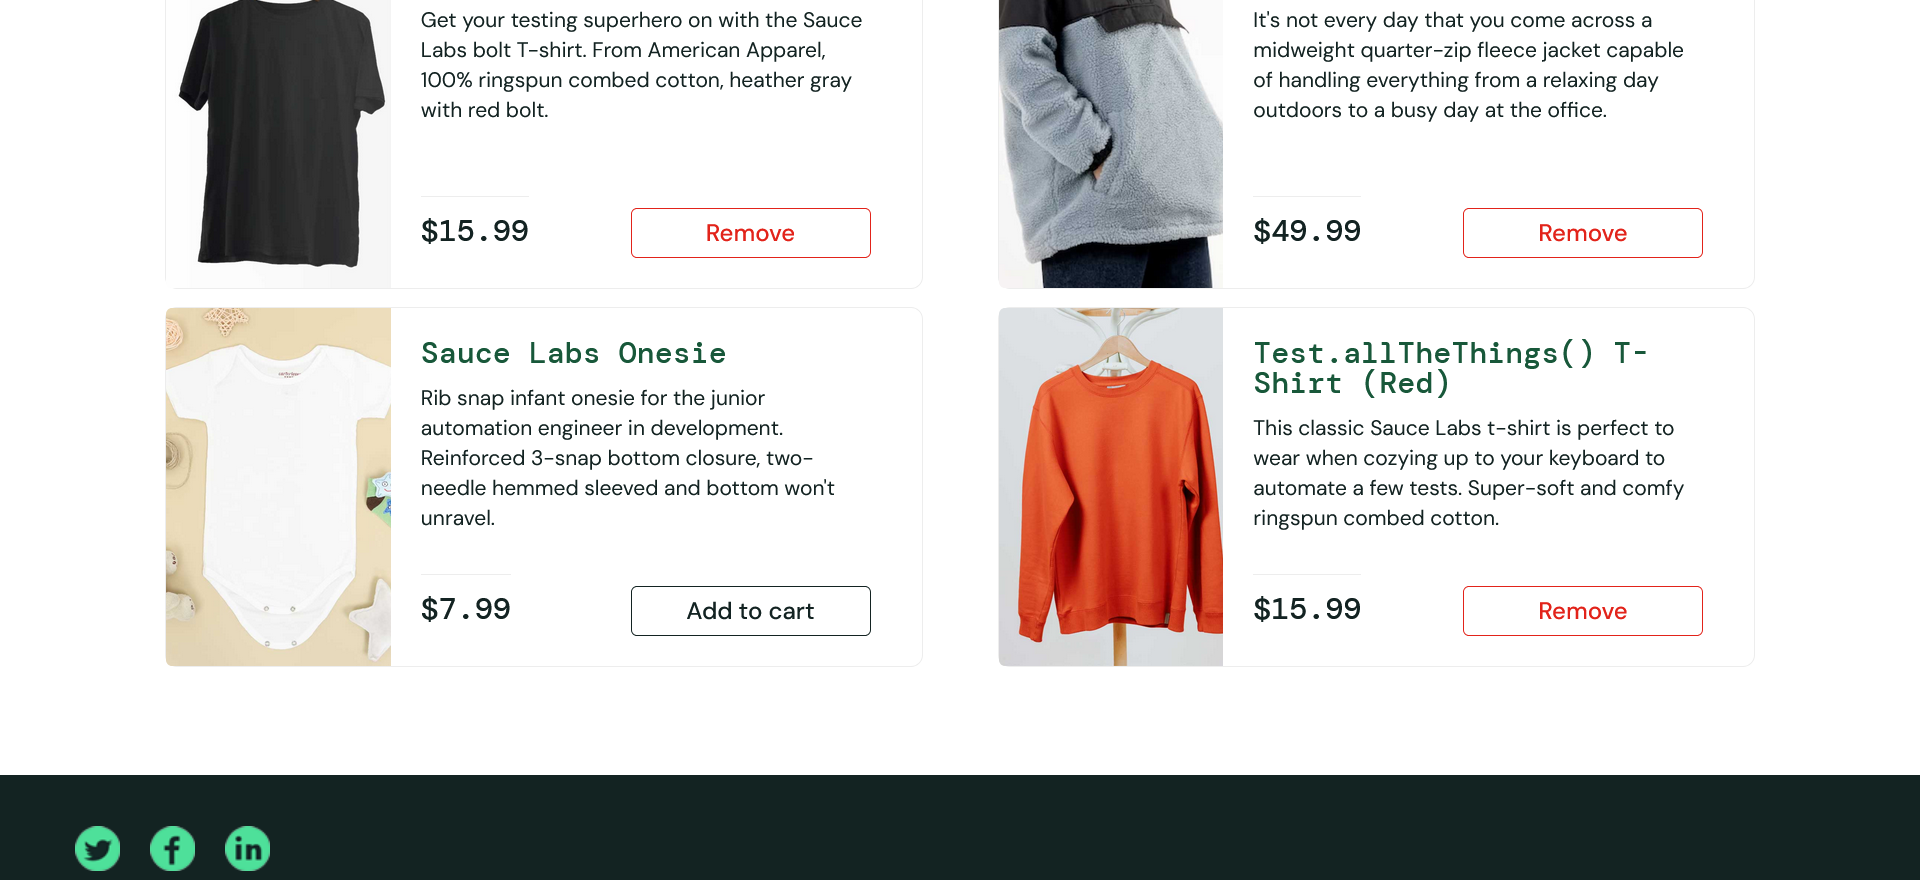 Get your testing superhero on with the Sauce
Labs bolt T-shirt. From American Apparel,
100% ringspun combed cotton, heather gray
with red bolt.
$15.99
Remove
It's not every day that you come across a
midweight quarter-zip fleece jacket capable
of handling everything from a relaxing day
outdoors to a busy day at the office.
$49.99
Remove
Sauce Labs Onesie
Rib snap infant onesie for the junior
automation engineer in development.
Reinforced 3-snap bottom closure, two-
needle hemmed sleeved and bottom won't
unravel.
$7.99
Add to cart
Test.allTheThings() T-
Shirt (Red)
This classic Sauce Labs t-shirt is perfect to
wear when cozying up to your keyboard to
automate a few tests. Super-soft and comfy
ringspun combed cotton.
$15.99
Remove